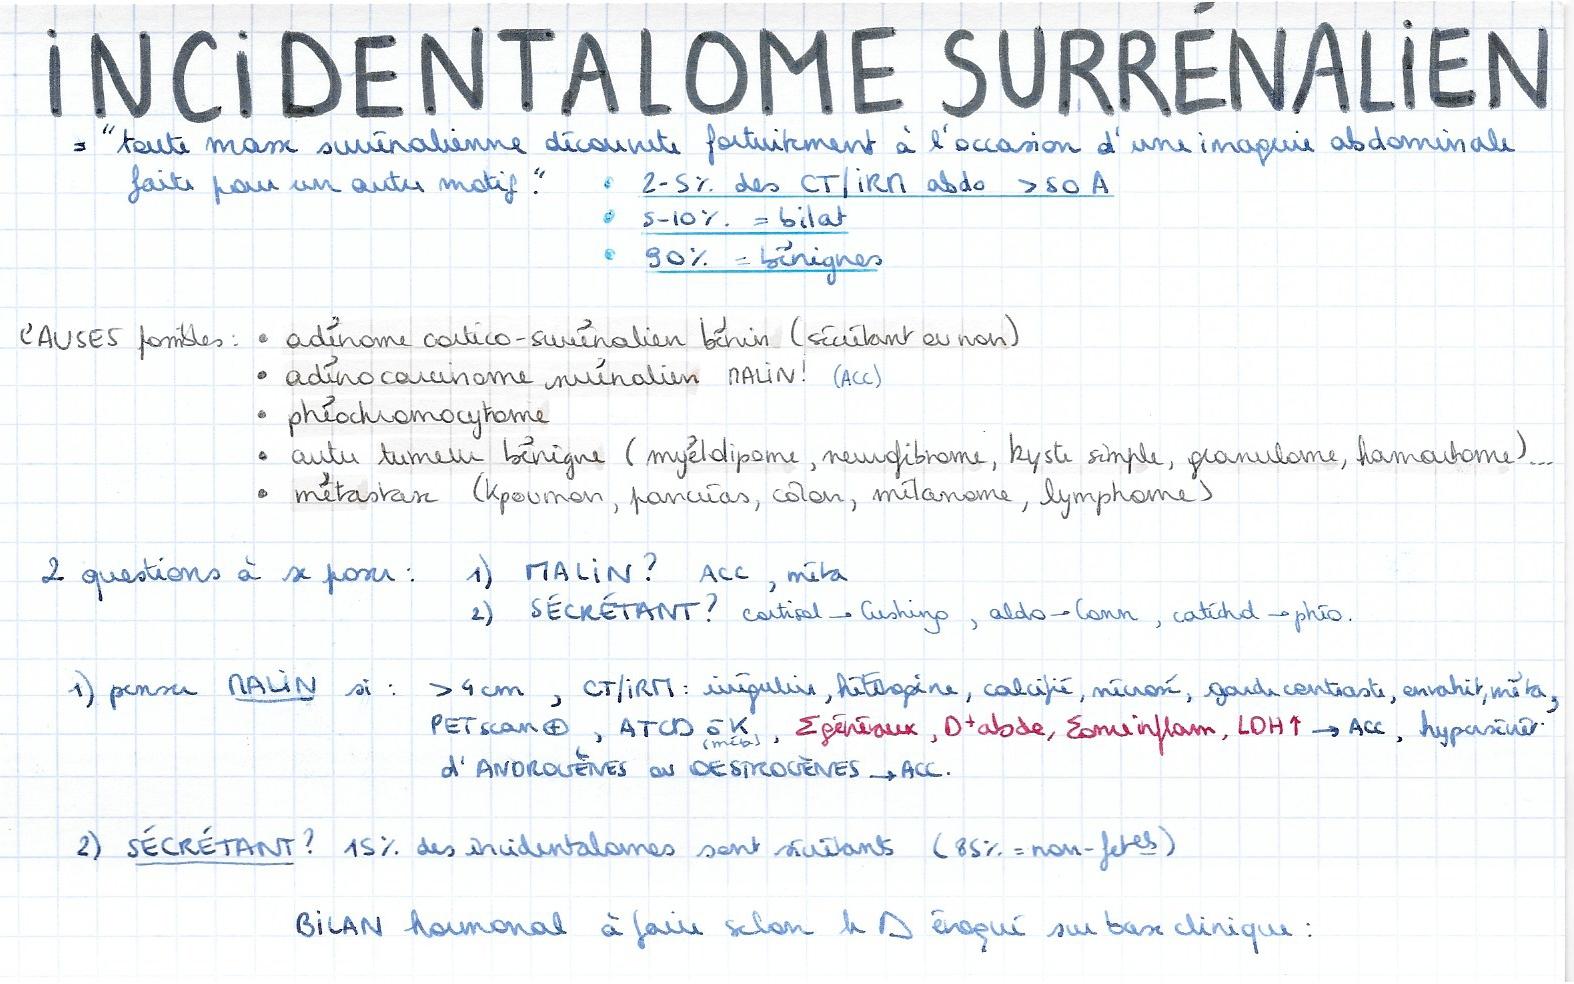 INCIDENTALOME SURRÉNALIEN
= "toute masse surrénalienne découverte fortuitement à l'occasion d'une imagerie abdominale
faite pour un autre motif." • 2-5% des CT/IRM abdo >50 A
• 5-10% = bilat
• 90% = bénignes
CAUSES possibles : • adénome cortico-surrénalien bénin (sécrétant ou non)
• adénocarcinome surrénalien MALIN! (ACC)
• phéochromocytome
• autre tumeur bénigne (myélolipome, neurofibrome, kyste simple, granulome, hamartome)...
• métastase (K poumon, pancréas, côlon, mélanome, lymphome)
2 questions à se poser : 1) MALIN? ACC, méta
2) SÉCRÉTANT? cortisol → Cushing, aldo → Conn, catéchol → phéo.
1) penser MALIN si : >4cm, CT/IRM : irrégulier, hétérogène, calcifié, nécrosé, garde contraste, envahit, méta,
PETscan ⊕, ATCD de K (méta), Σ généraux, D+ abdo, inflam, LDH↑ → ACC, hypersécrét°
d'ANDROGÈNES ou OESTROGÈNES → ACC.
2) SÉCRÉTANT? 15% des incidentalomes sont sécrétants (85% = non-fctels)
BILAN hormonal à faire selon le D évoqué sur base clinique :